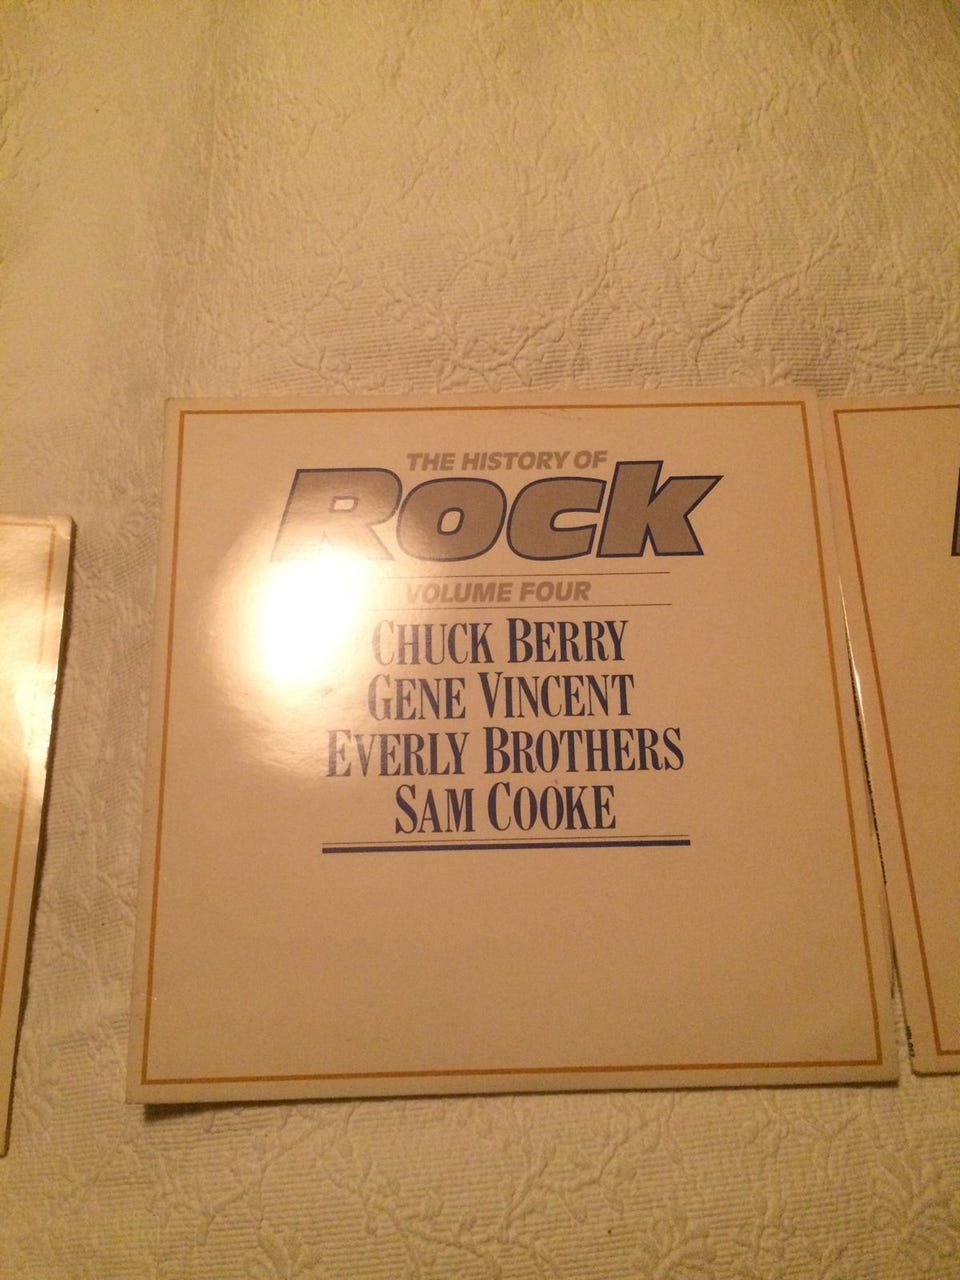 THE HISTORY OF
Rock
VOLUME FOUR
CHUCK BERRY
GENE VINCENT
EVERLY BROTHERS
SAM COOKE